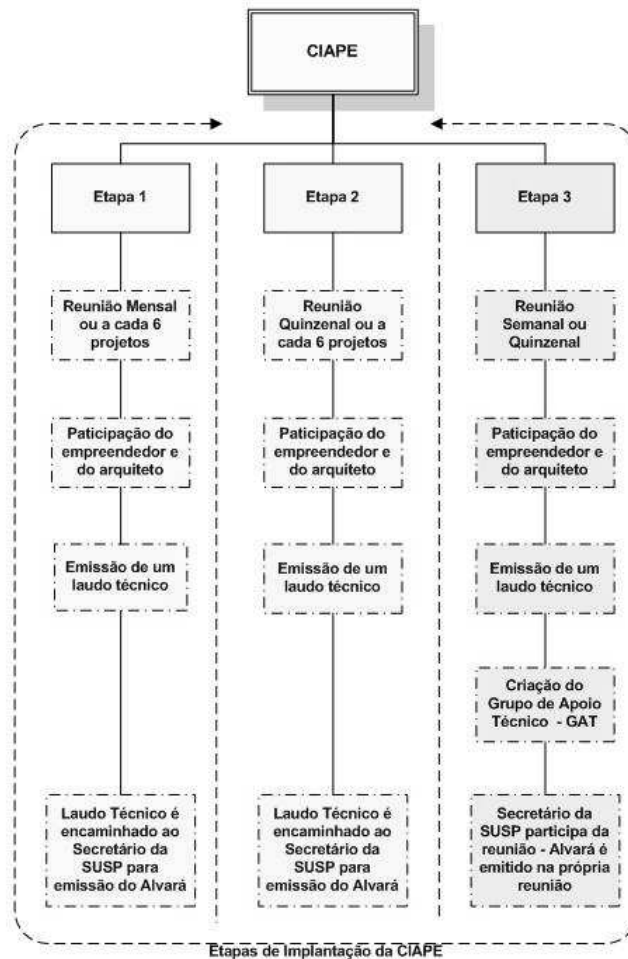 CIAPE
Etapa 1
Reunião Mensal
ou a cada 6
projetos
Paticipação do
empreendedor e
do arquiteto
Emissão de um
laudo técnico
Laudo Técnico é
encaminhado ao
Secretário da
SUSP para
emissão do Alvará
Etapa 2
Reunião
Quinzenal ou a
cada 6 projetos
Paticipação do
empreendedor e
do arquiteto
Emissão de um
laudo técnico
Laudo Técnico é
encaminhado ao
Secretário da
SUSP para
emissão do Alvará
Etapa 3
Reunião
Semanal ou
Quinzenal
Paticipação do
empreendedor e
do arquiteto
Emissão de um
laudo técnico
Criação do
Grupo de Apoio
Técnico - GAT
Secretário da
SUSP participa da
reunião - Alvará é
emitido na própria
reunião
Etapas de Implantação da CIAPE